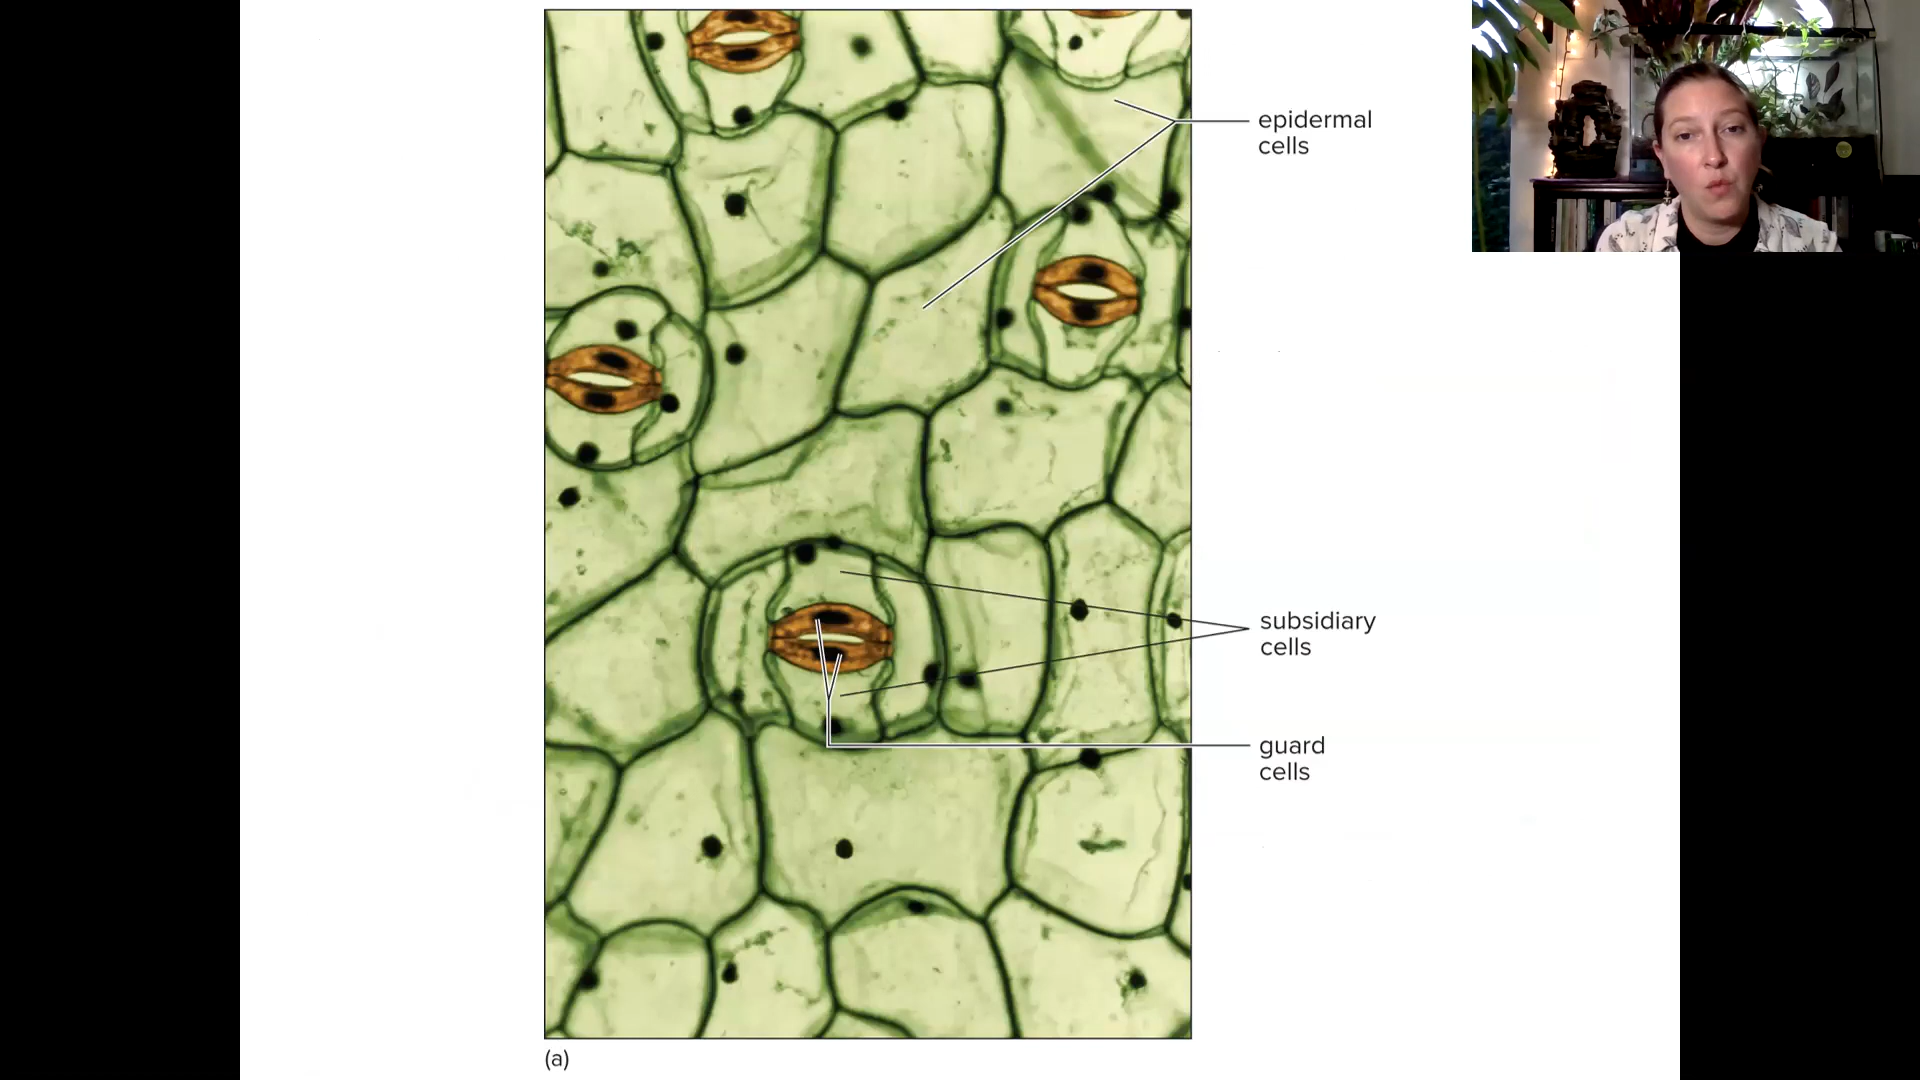 epidermal
cells
subsidiary
cells
guard
cells
(a)